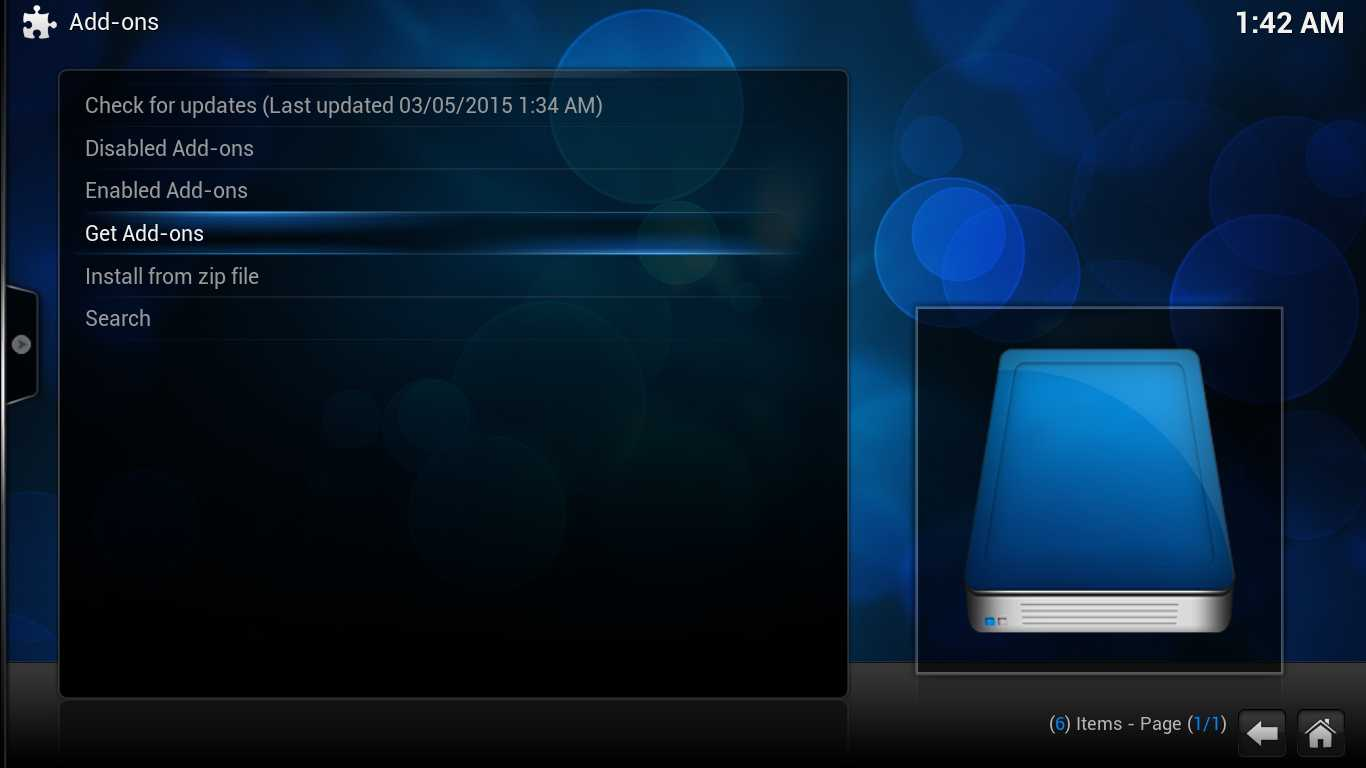 Add-ons
1:42 AM
Check for updates (Last updated 03/05/2015 1:34 AM)
Disabled Add-ons
Enabled Add-ons
Get Add-ons
Install from zip file
Search
(6) Items - Page (1/1)